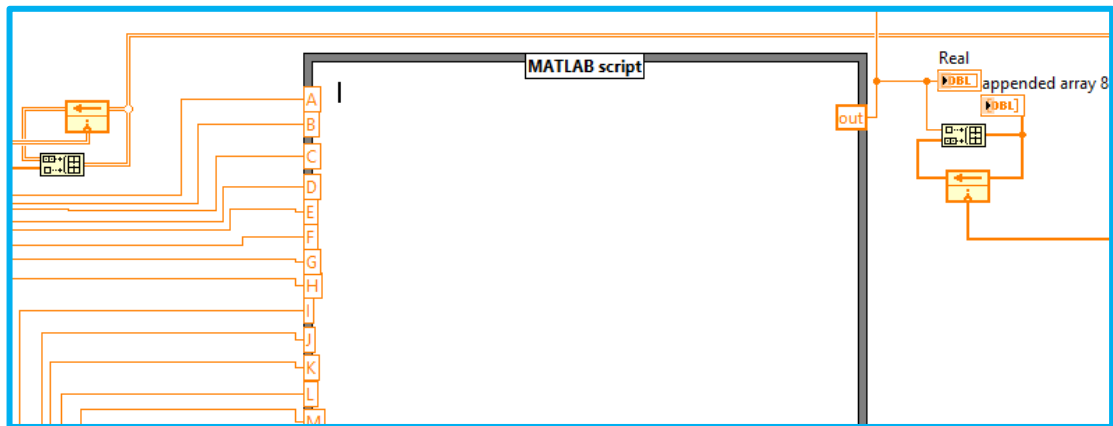 MATLAB script
Real
DBL
appended array 8
DBL
A
B
out
C
D
E
F
G
H
I
J
K
L
M